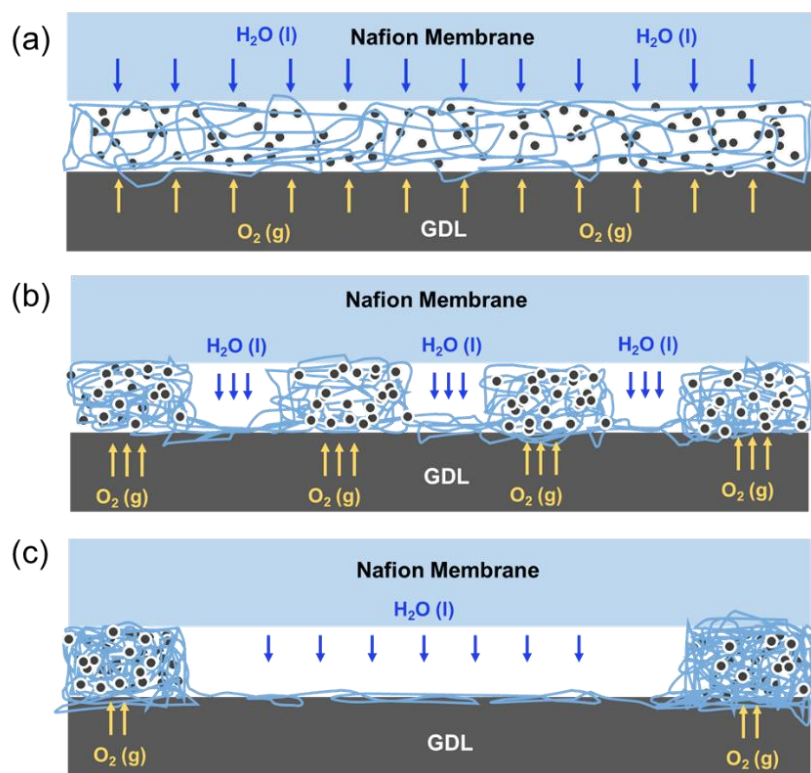 (a)
H₂O (l) Nafion Membrane H₂O (l)
O₂ (g) GDL O₂ (g)
(b)
Nafion Membrane
H₂O (l) H₂O (l) H₂O (l)
O₂ (g) O₂ (g) GDL O₂ (g) O₂ (g)
(c)
Nafion Membrane
H₂O (l)
O₂ (g) GDL O₂ (g)